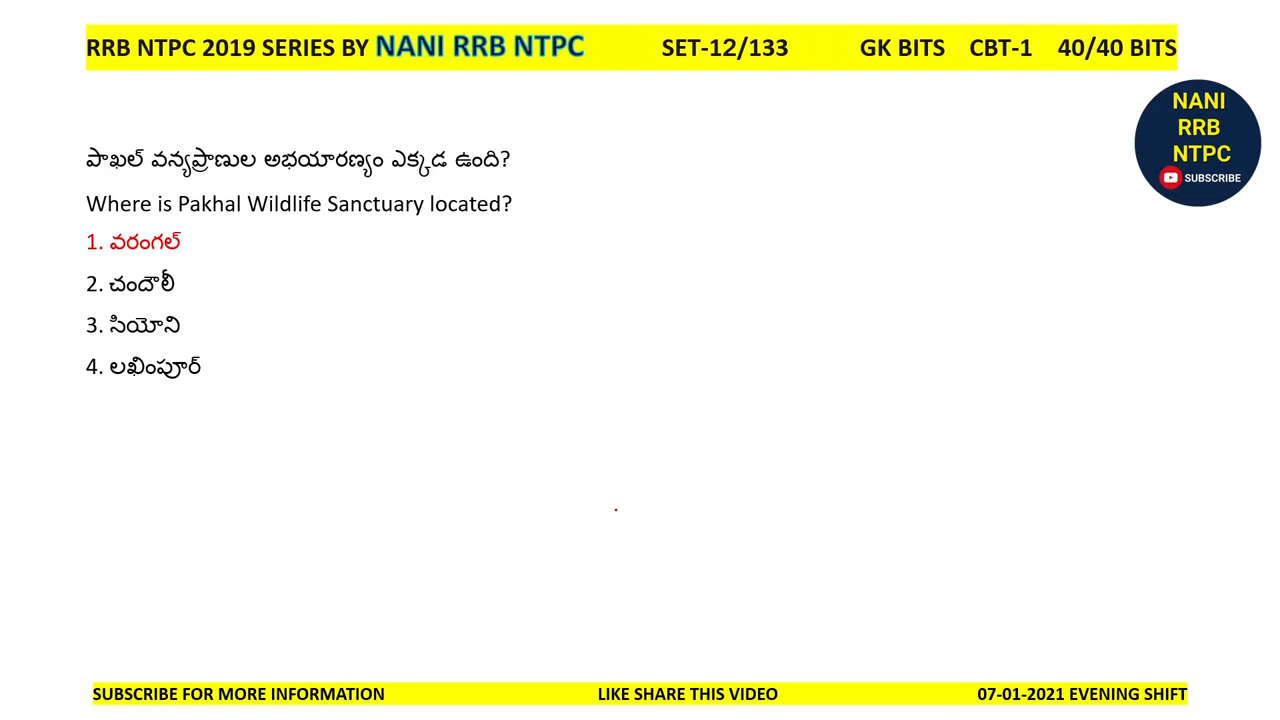 RRB NTPC 2019 SERIES BY NANI RRB NTPC SET-12/133 GK BITS CBT-1 40/40 BITS
NANI
RRB
NTPC
SUBSCRIBE
పాఖల్ వన్యప్రాణుల అభయారణ్యం ఎక్కడ ఉంది?
Where is Pakhal Wildlife Sanctuary located?
1. వరంగల్
2. చందౌలీ
3. సియోని
4. లఖింపూర్
SUBSCRIBE FOR MORE INFORMATION LIKE SHARE THIS VIDEO 07-01-2021 EVENING SHIFT